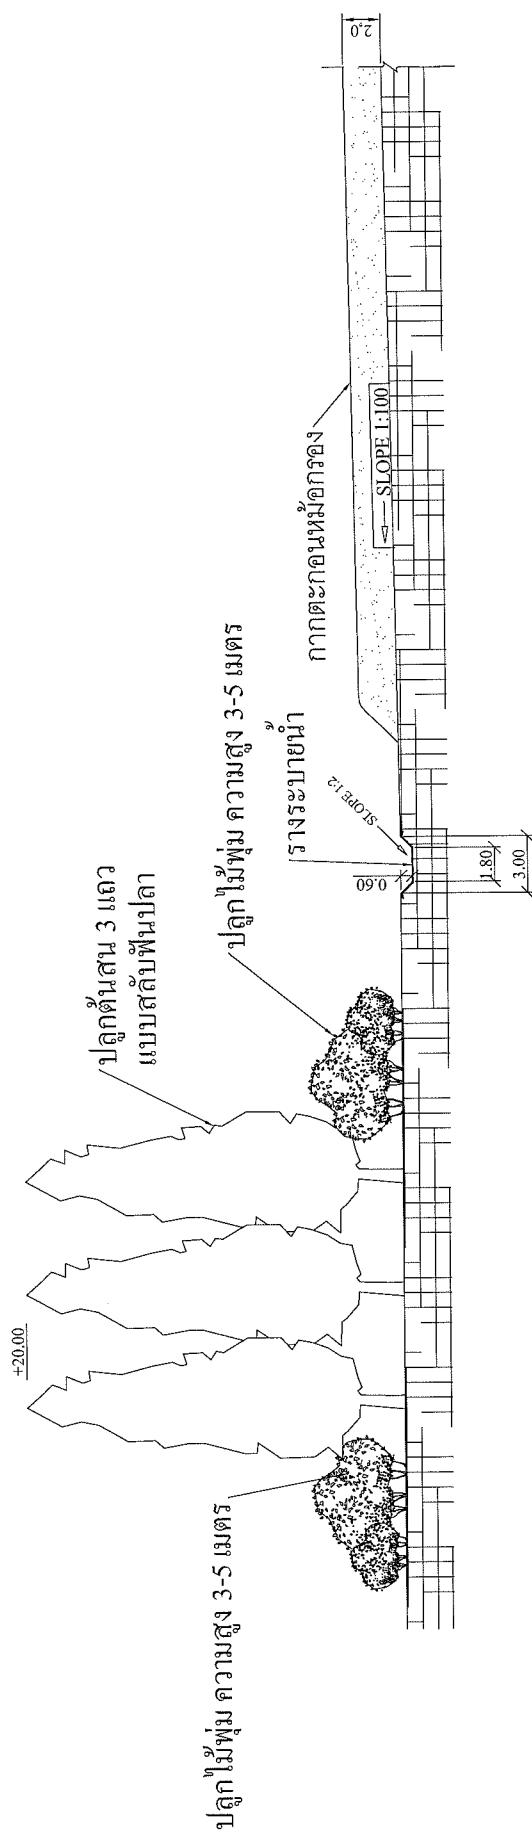 +20.00
ปลูกต้นสน 3 แถว
แบบสลับฟันปลา
ปลูกไม้พุ่ม ความสูง 3-5 เมตร
ปลูกไม้พุ่ม ความสูง 3-5 เมตร
รางระบายน้ำ
กากตะกอนหม้อกรอง
SLOPE 1:2
SLOPE 1:100
0.60
1.80
3.00
2,0